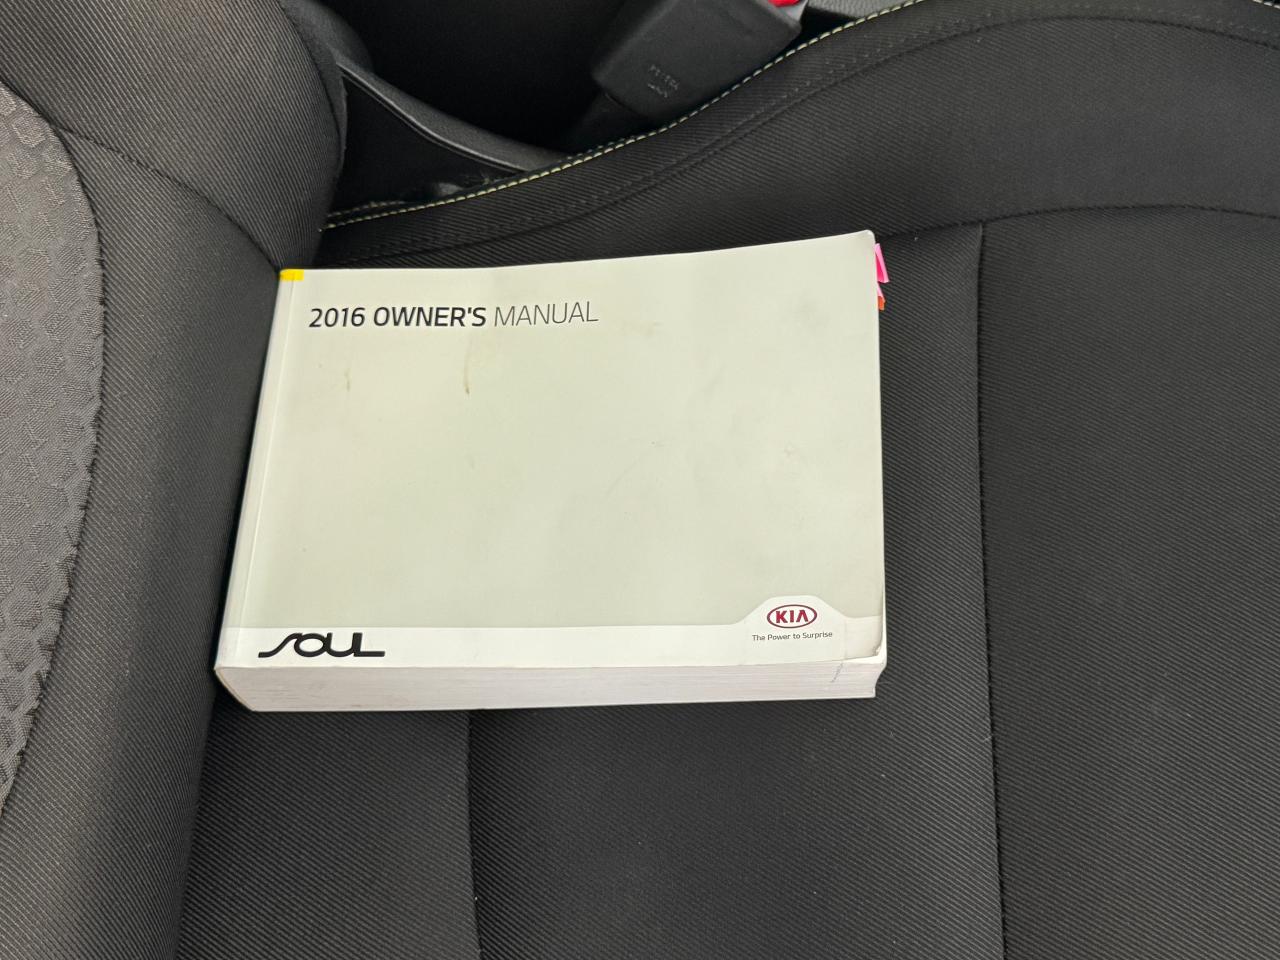 2016 OWNER'S MANUAL
SOUL
KIA
The Power to Surprise